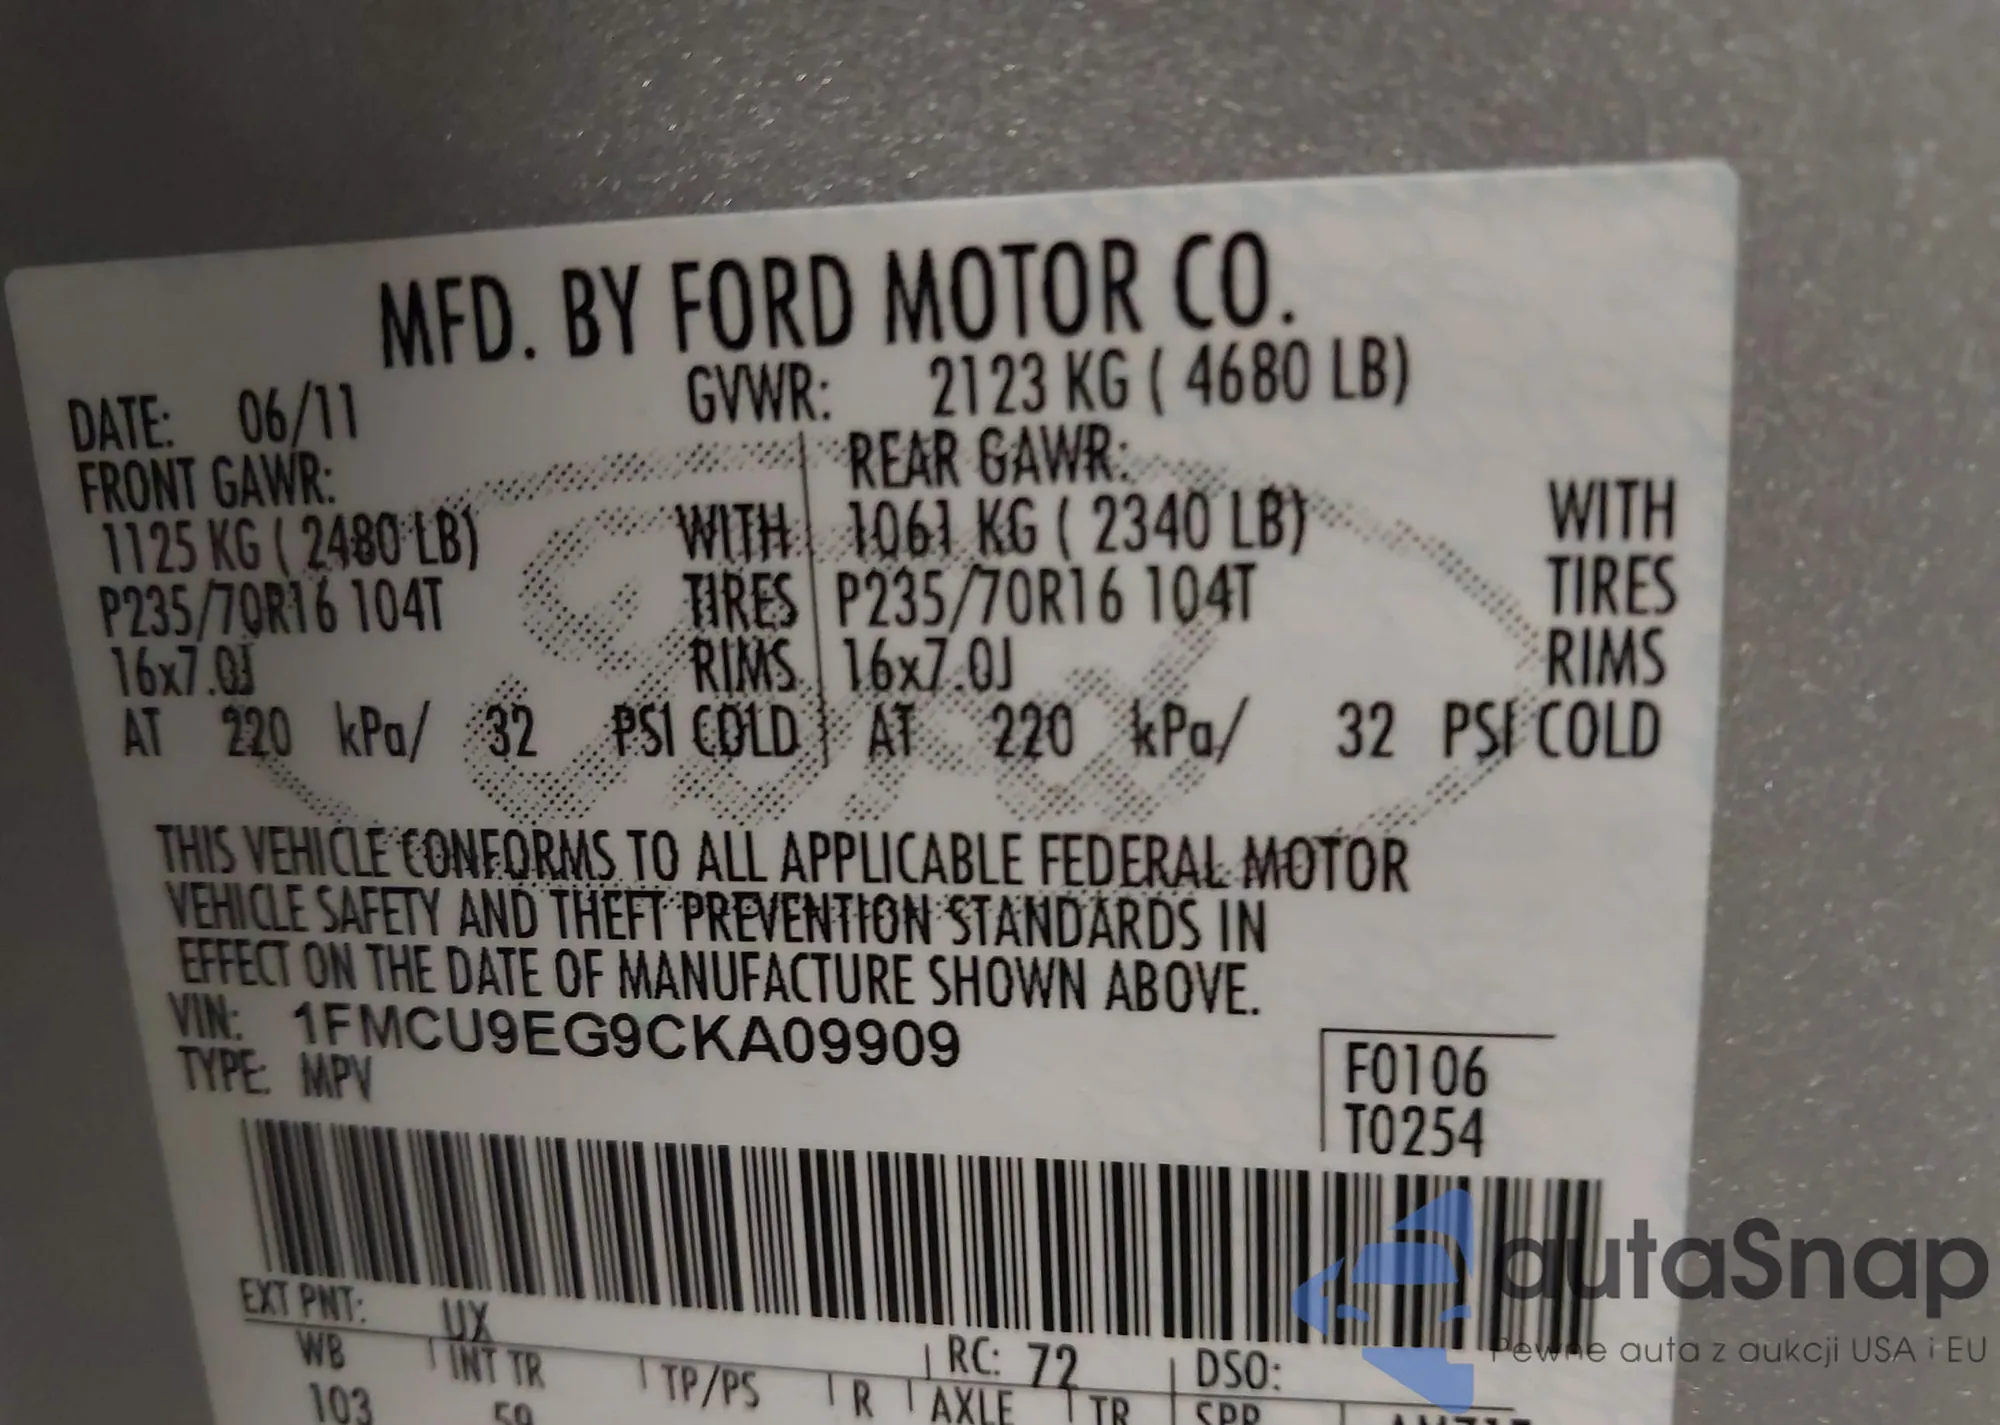 MFD. BY FORD MOTOR CO.
DATE: 06/11 GVWR: 2123 KG ( 4680 LB)
FRONT GAWR: REAR GAWR:
1125 KG ( 2480 LB) WITH 1061 KG ( 2340 LB) WITH
P235/70R16 104T TIRES P235/70R16 104T TIRES
16x7.0J RIMS 16x7.0J RIMS
AT 220 kPa/ 32 PSI COLD AT 220 kPa/ 32 PSI COLD
THIS VEHICLE CONFORMS TO ALL APPLICABLE FEDERAL MOTOR
VEHICLE SAFETY AND THEFT PREVENTION STANDARDS IN
EFFECT ON THE DATE OF MANUFACTURE SHOWN ABOVE.
VIN: 1FMCU9EG9CKA09909
TYPE: MPV
F0106
T0254
EXT PNT: UX RC: 72 DSO:
WB INT TR TP/PS R AXLE TR SPR
103 59
autaSnap
Pewne auta z aukcji USA i EU